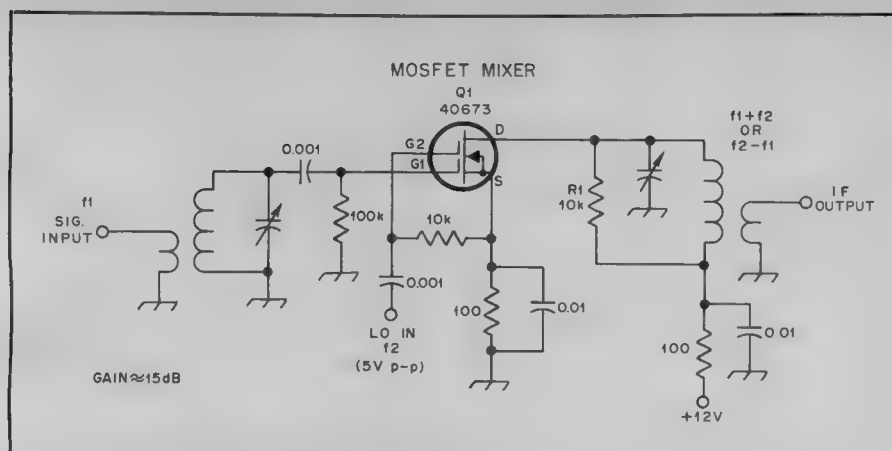 MOSFET MIXER
Q1
40673
D
G2
G1
S
0.001
f1
SIG.
INPUT
100k
10k
0.001
LO IN
f2
(5V p-p)
100
0.01
R1
10k
f1+f2
OR
f2-f1
IF
OUTPUT
100
0.01
+12V
GAIN≈15dB